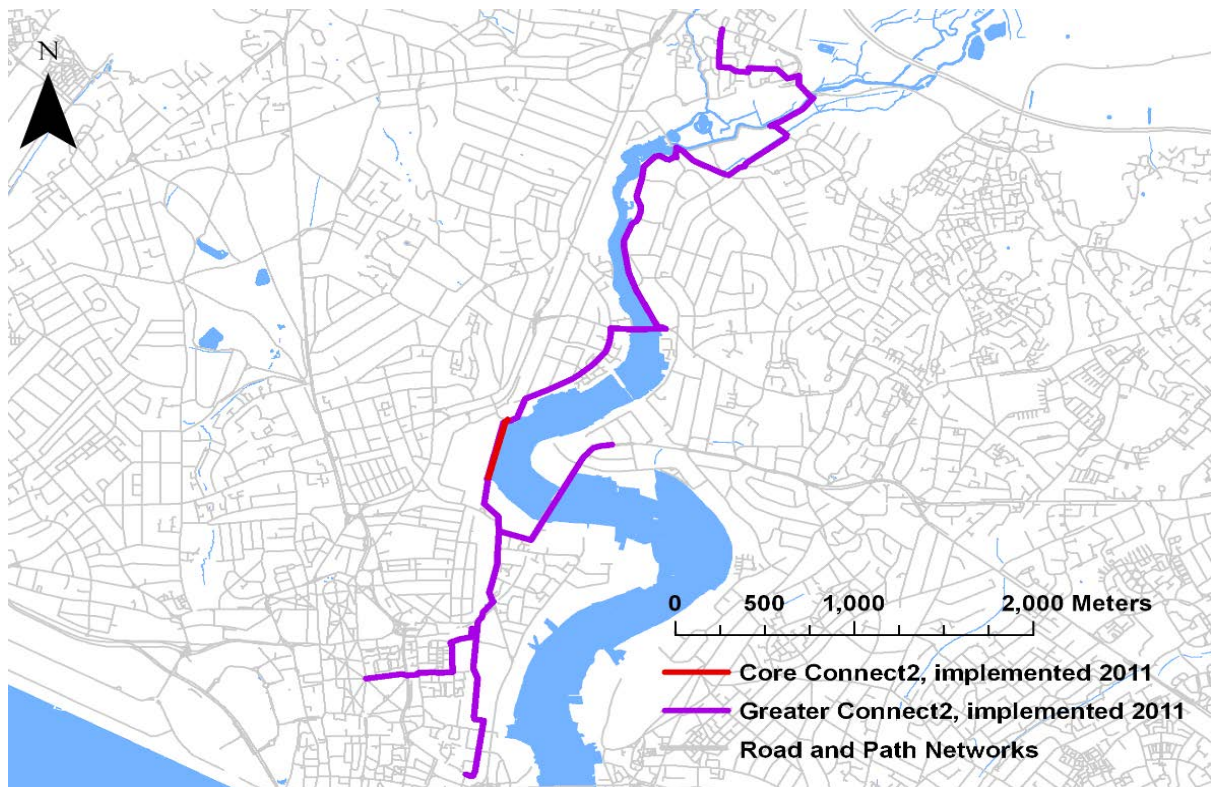 N
0 500 1,000 2,000 Meters
Core Connect2, implemented 2011
Greater Connect2, implemented 2011
Road and Path Networks